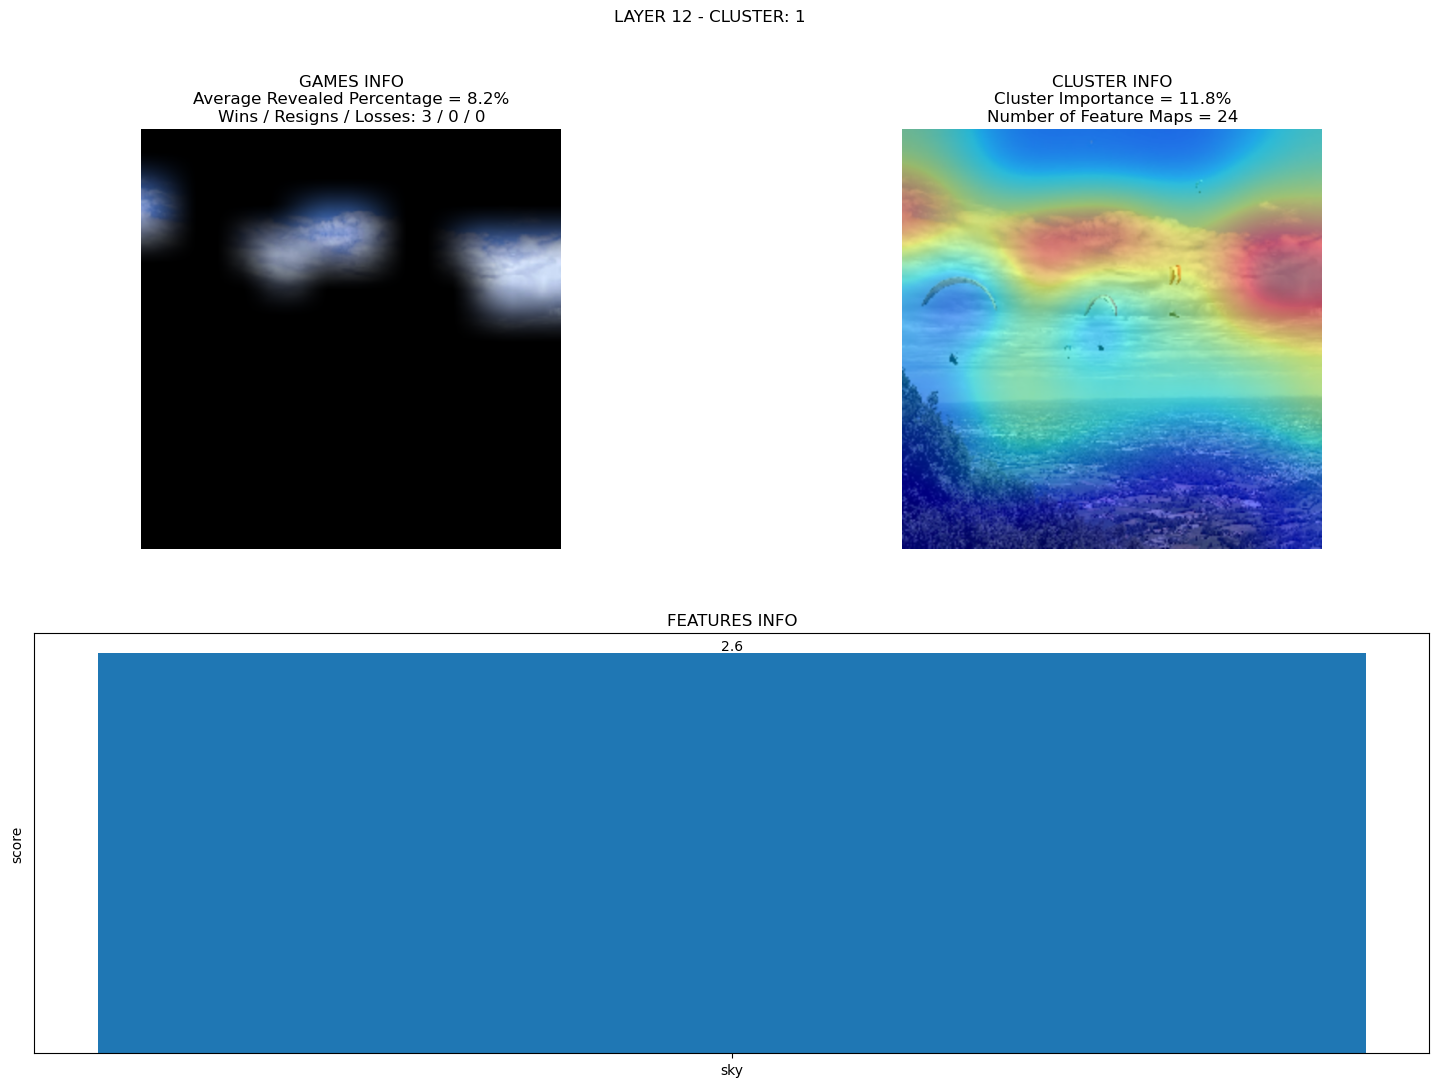 LAYER 12 - CLUSTER: 1
GAMES INFO
Average Revealed Percentage = 8.2%
Wins / Resigns / Losses: 3 / 0 / 0
CLUSTER INFO
Cluster Importance = 11.8%
Number of Feature Maps = 24
FEATURES INFO
2.6
score
sky